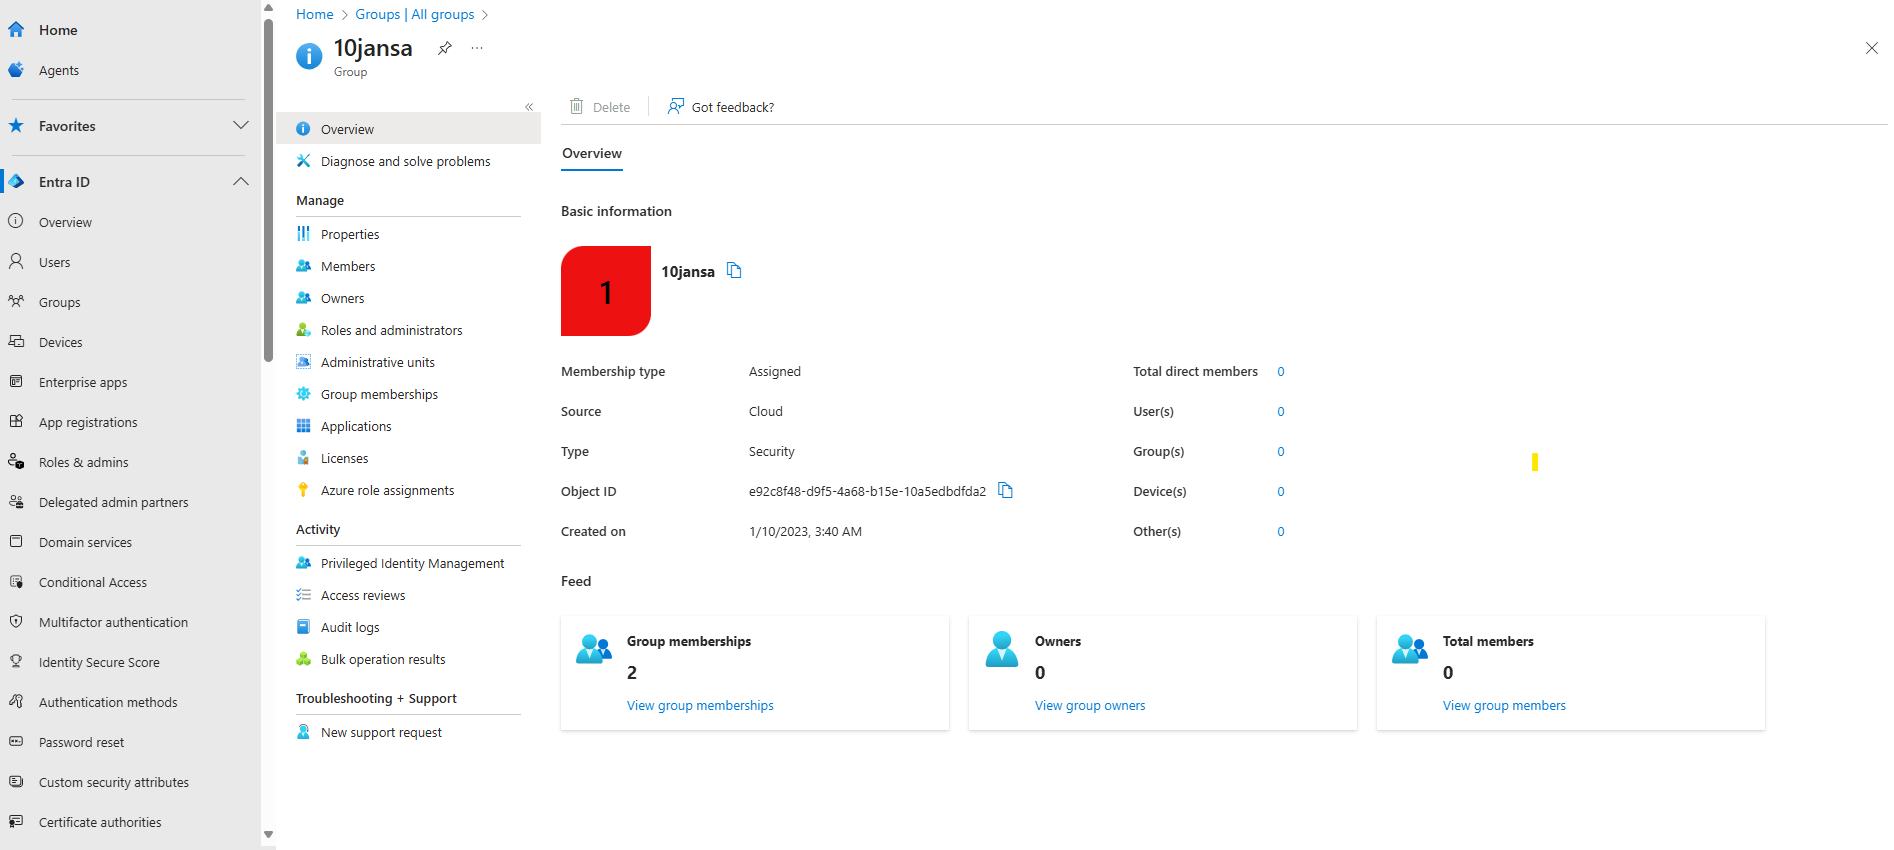 Home
Agents
Favorites
Entra ID
Overview
Users
Groups
Devices
Enterprise apps
App registrations
Roles & admins
Delegated admin partners
Domain services
Conditional Access
Multifactor authentication
Identity Secure Score
Authentication methods
Password reset
Custom security attributes
Certificate authorities
Home > Groups | All groups >
10jansa
Group
Overview
Diagnose and solve problems
Manage
Properties
Members
Owners
Roles and administrators
Administrative units
Group memberships
Applications
Licenses
Azure role assignments
Activity
Privileged Identity Management
Access reviews
Audit logs
Bulk operation results
Troubleshooting + Support
New support request
Delete Got feedback?
Overview
Basic information
1
10jansa
Membership type Assigned
Source Cloud
Type Security
Object ID e92c8f48-d9f5-4a68-b15e-10a5edbdfda2
Created on 1/10/2023, 3:40 AM
Total direct members 0
User(s) 0
Group(s) 0
Device(s) 0
Other(s) 0
Feed
Group memberships
2
View group memberships
Owners
0
View group owners
Total members
0
View group members